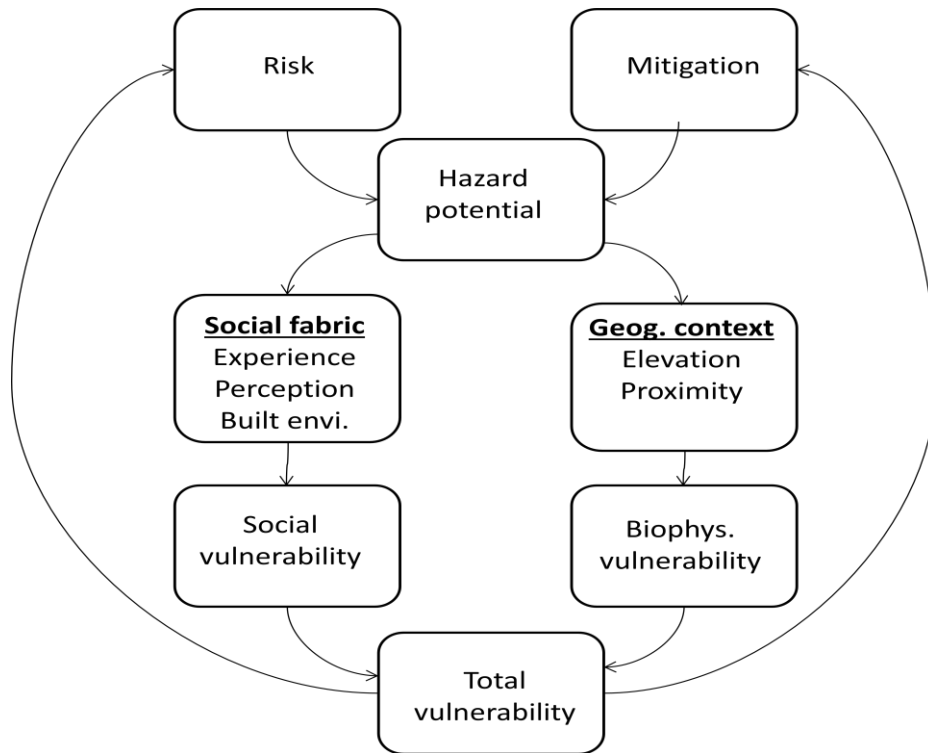 Risk
Mitigation
Hazard
potential
Social fabric
Experience
Perception
Built envi.
Geog. context
Elevation
Proximity
Social
vulnerability
Biophys.
vulnerability
Total
vulnerability